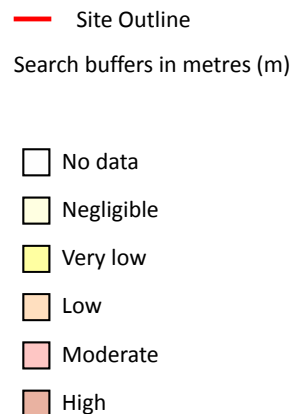 Site Outline
Search buffers in metres (m)
No data
Negligible
Very low
Low
Moderate
High